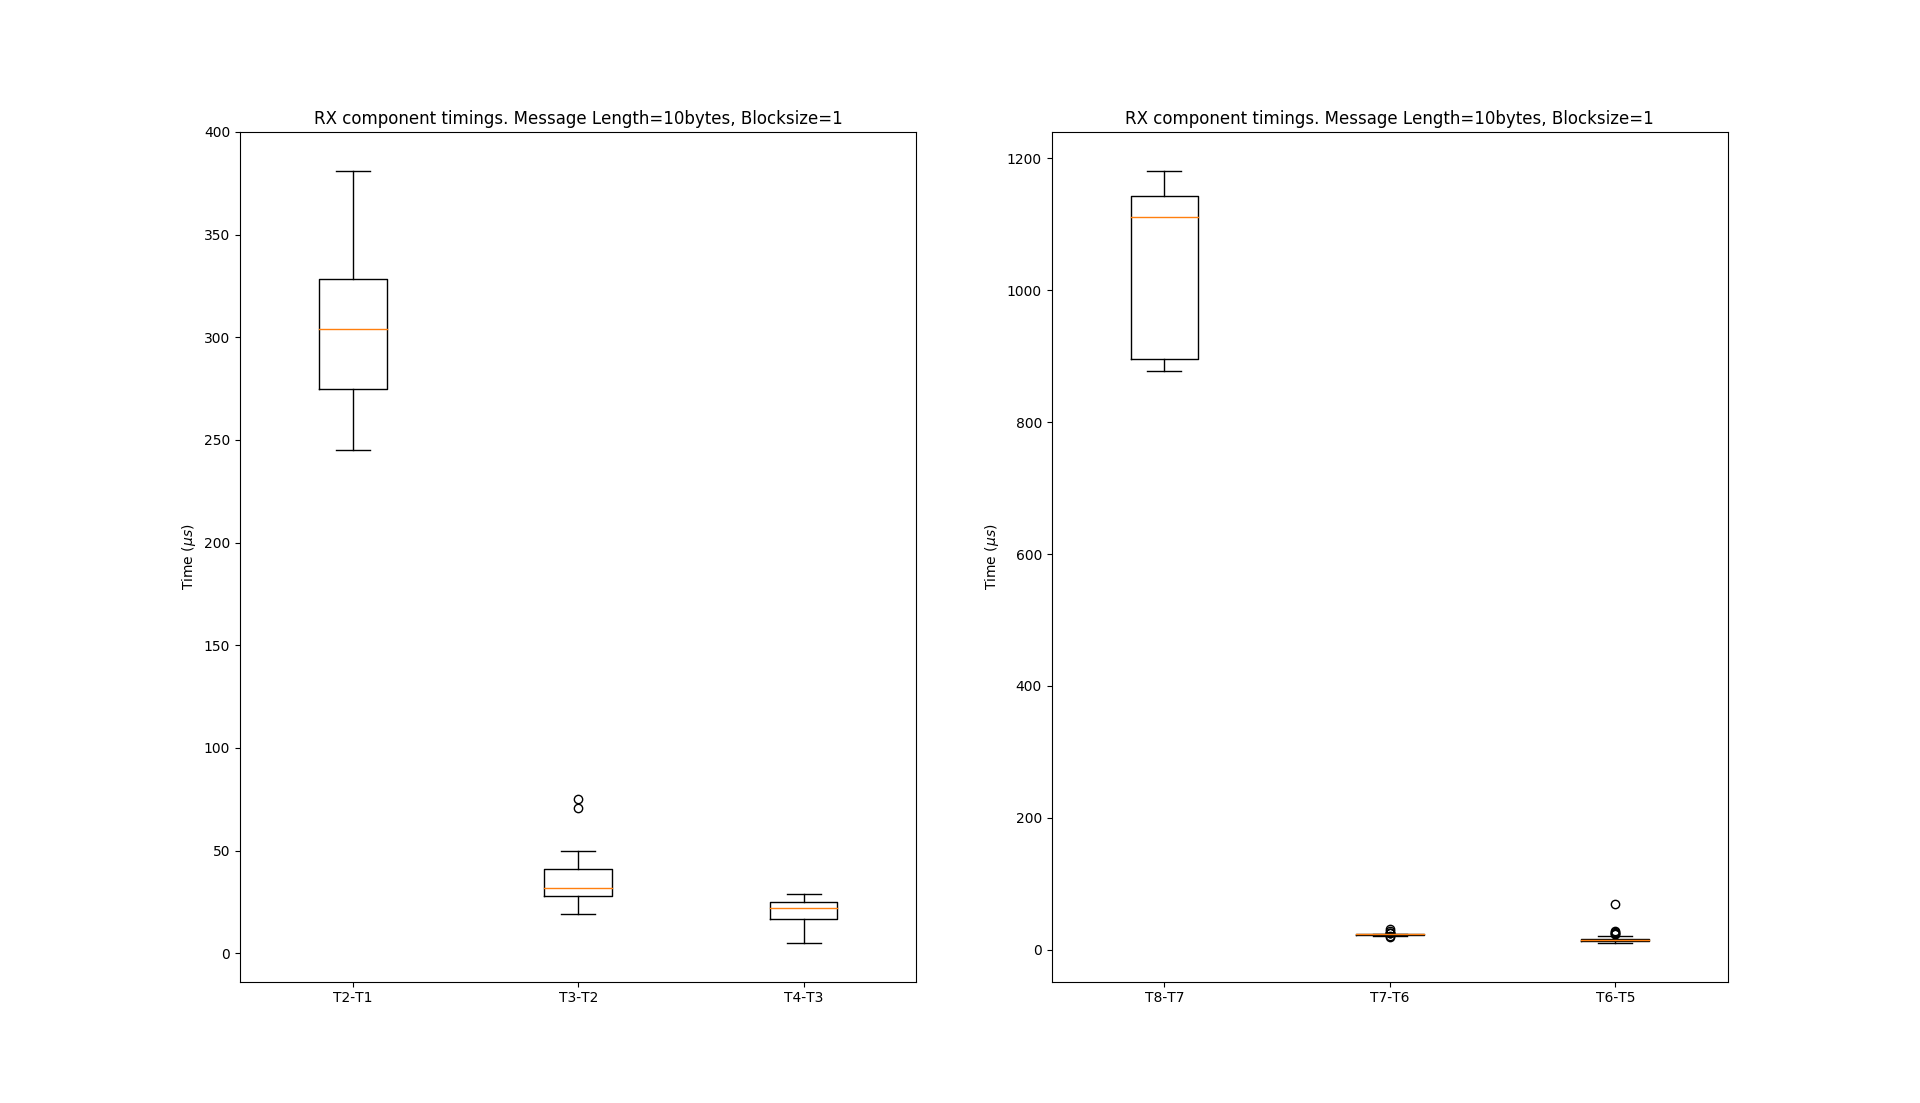 RX component timings. Message Length=10bytes, Blocksize=1
400
350
300
250
200
150
100
50
0
Time (μs)
T2-T1
T3-T2
T4-T3
RX component timings. Message Length=10bytes, Blocksize=1
1200
1000
800
600
400
200
0
Time (μs)
T8-T7
T7-T6
T6-T5